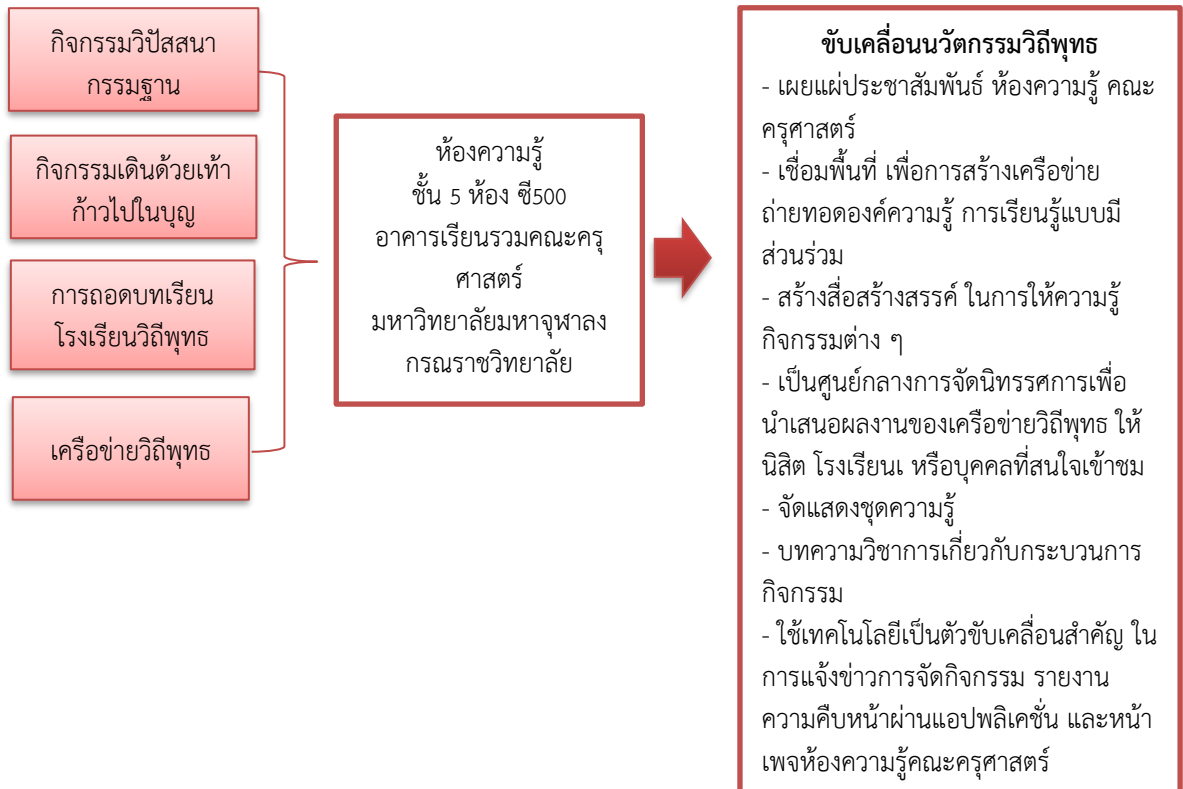 กิจกรรมวิปัสสนา
กรรมฐาน
กิจกรรมเดินด้วยเท้า
ก้าวไปในบุญ
การถอดบทเรียน
โรงเรียนวิถีพุทธ
เครือข่ายวิถีพุทธ
ห้องความรู้
ชั้น 5 ห้อง ซี500
อาคารเรียนรวมคณะครุ
ศาสตร์
มหาวิทยาลัยมหาจุฬาลง
กรณราชวิทยาลัย
ขับเคลื่อนนวัตกรรมวิถีพุทธ
- เผยแผ่ประชาสัมพันธ์ ห้องความรู้ คณะ
ครุศาสตร์
- เชื่อมพื้นที่ เพื่อการสร้างเครือข่าย
ถ่ายทอดองค์ความรู้ การเรียนรู้แบบมี
ส่วนร่วม
- สร้างสื่อสร้างสรรค์ ในการให้ความรู้
กิจกรรมต่าง ๆ
- เป็นศูนย์กลางการจัดนิทรรศการเพื่อ
นำเสนอผลงานของเครือข่ายวิถีพุทธ ให้
นิสิต โรงเรียนเ หรือบุคคลที่สนใจเข้าชม
- จัดแสดงชุดความรู้
- บทความวิชาการเกี่ยวกับกระบวนการ
กิจกรรม
- ใช้เทคโนโลยีเป็นตัวขับเคลื่อนสำคัญ ใน
การแจ้งข่าวการจัดกิจกรรม รายงาน
ความคืบหน้าผ่านแอปพลิเคชั่น และหน้า
เพจห้องความรู้คณะครุศาสตร์